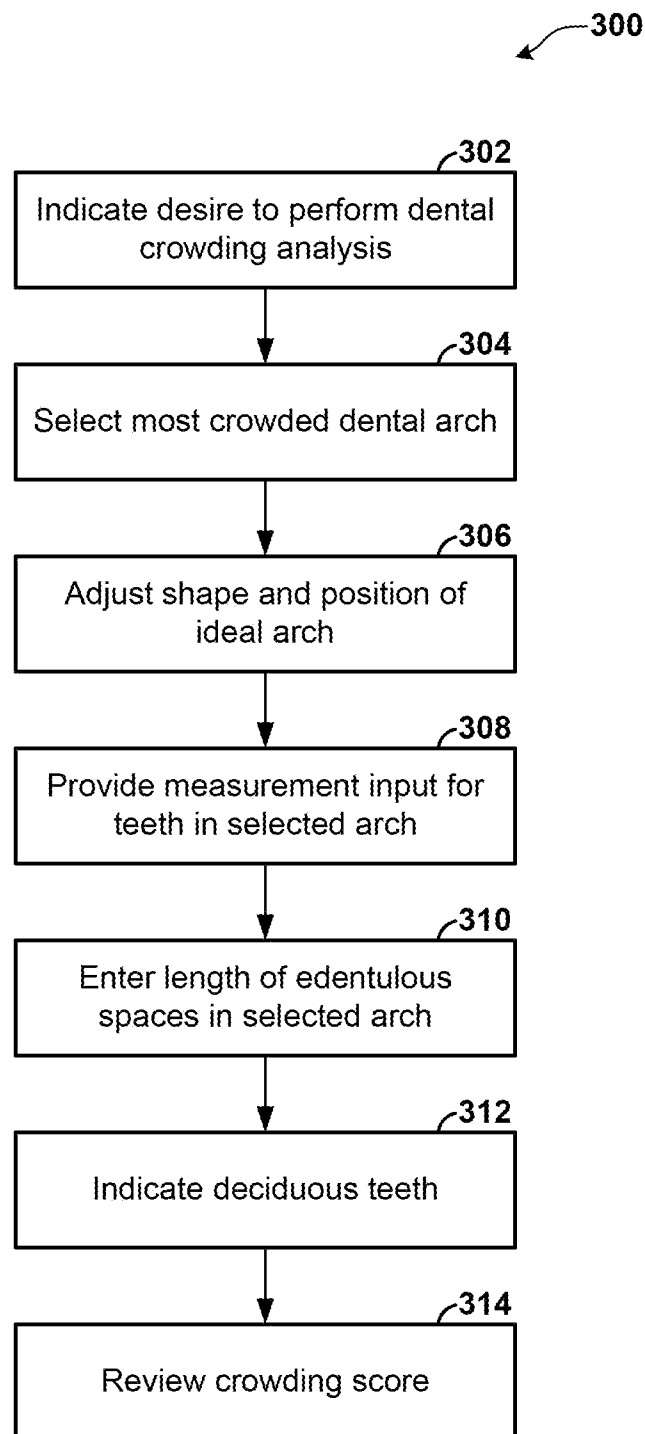 300
302
Indicate desire to perform dental
crowding analysis
304
Select most crowded dental arch
306
Adjust shape and position of
ideal arch
308
Provide measurement input for
teeth in selected arch
310
Enter length of edentulous
spaces in selected arch
312
Indicate deciduous teeth
314
Review crowding score